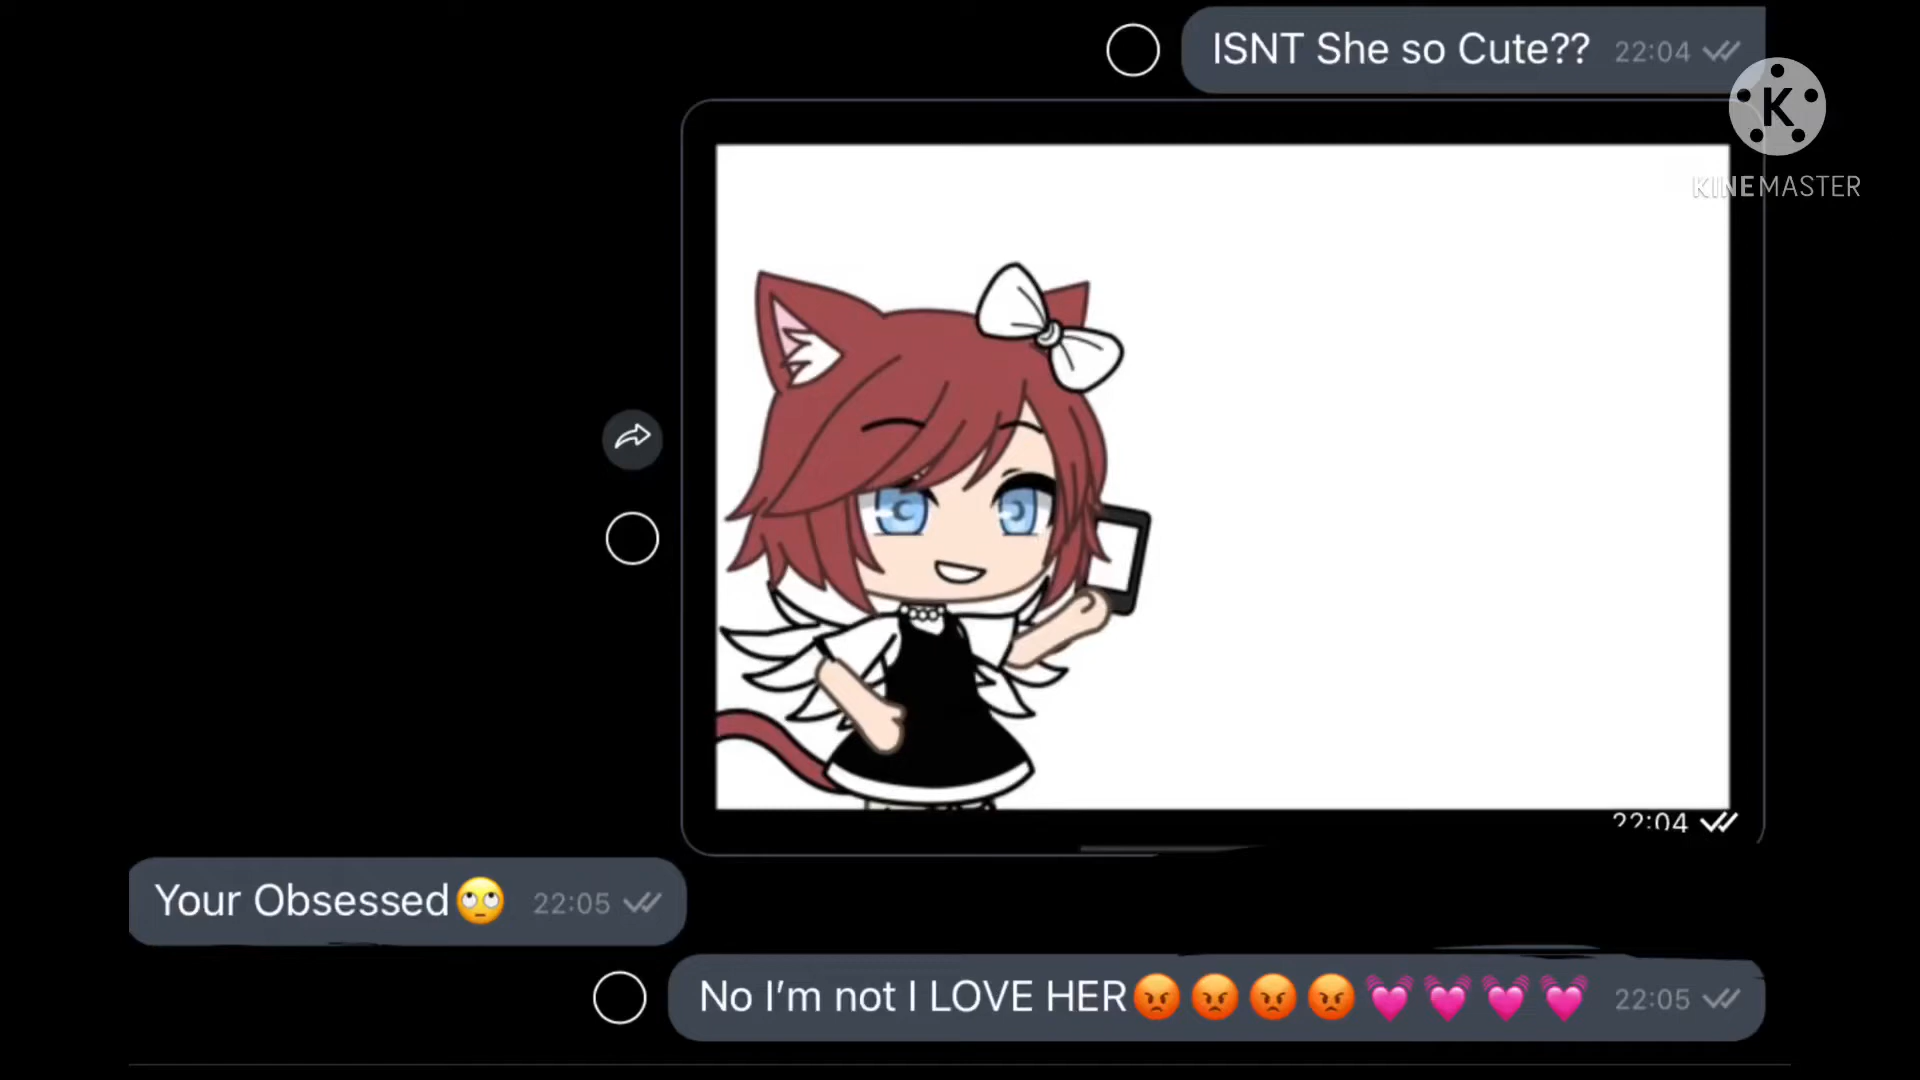 ISNT She so Cute?? 22:04
K
KINEMASTER
22:04
Your Obsessed🙄 22:05
No I'm not I LOVE HER😡😡😡😡💓💓💓💓 22:05